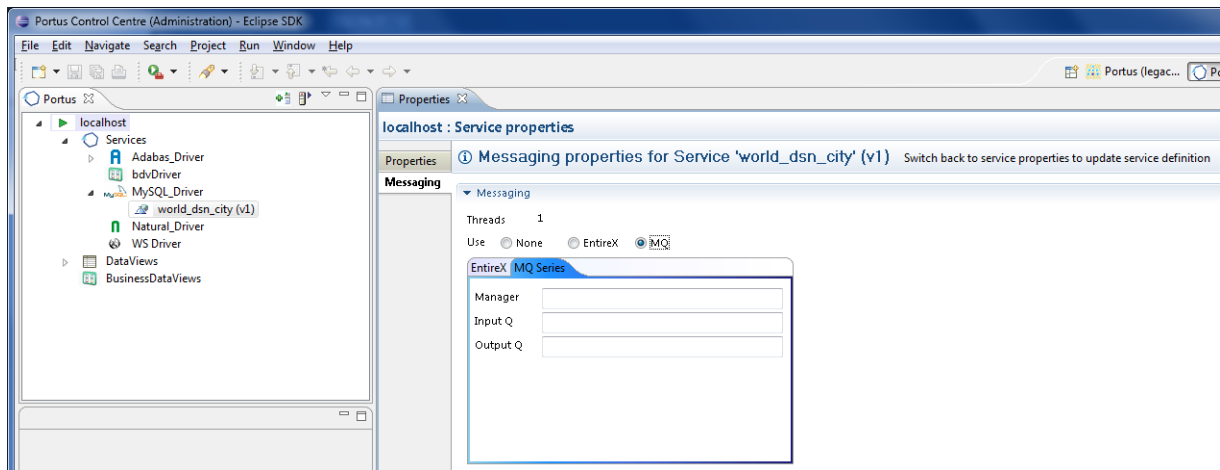 Portus Control Centre (Administration) - Eclipse SDK
File Edit Navigate Search Project Run Window Help
Portus (legac...
Portus
localhost
Services
Adabas_Driver
bdvDriver
MySQL_Driver
world_dsn_city (v1)
Natural_Driver
WS Driver
DataViews
BusinessDataViews
Properties
localhost : Service properties
Properties
Messaging
Messaging properties for Service 'world_dsn_city' (v1) Switch back to service properties to update service definition
Messaging
Threads 1
Use None EntireX MQ
EntireX MQ Series
Manager
Input Q
Output Q